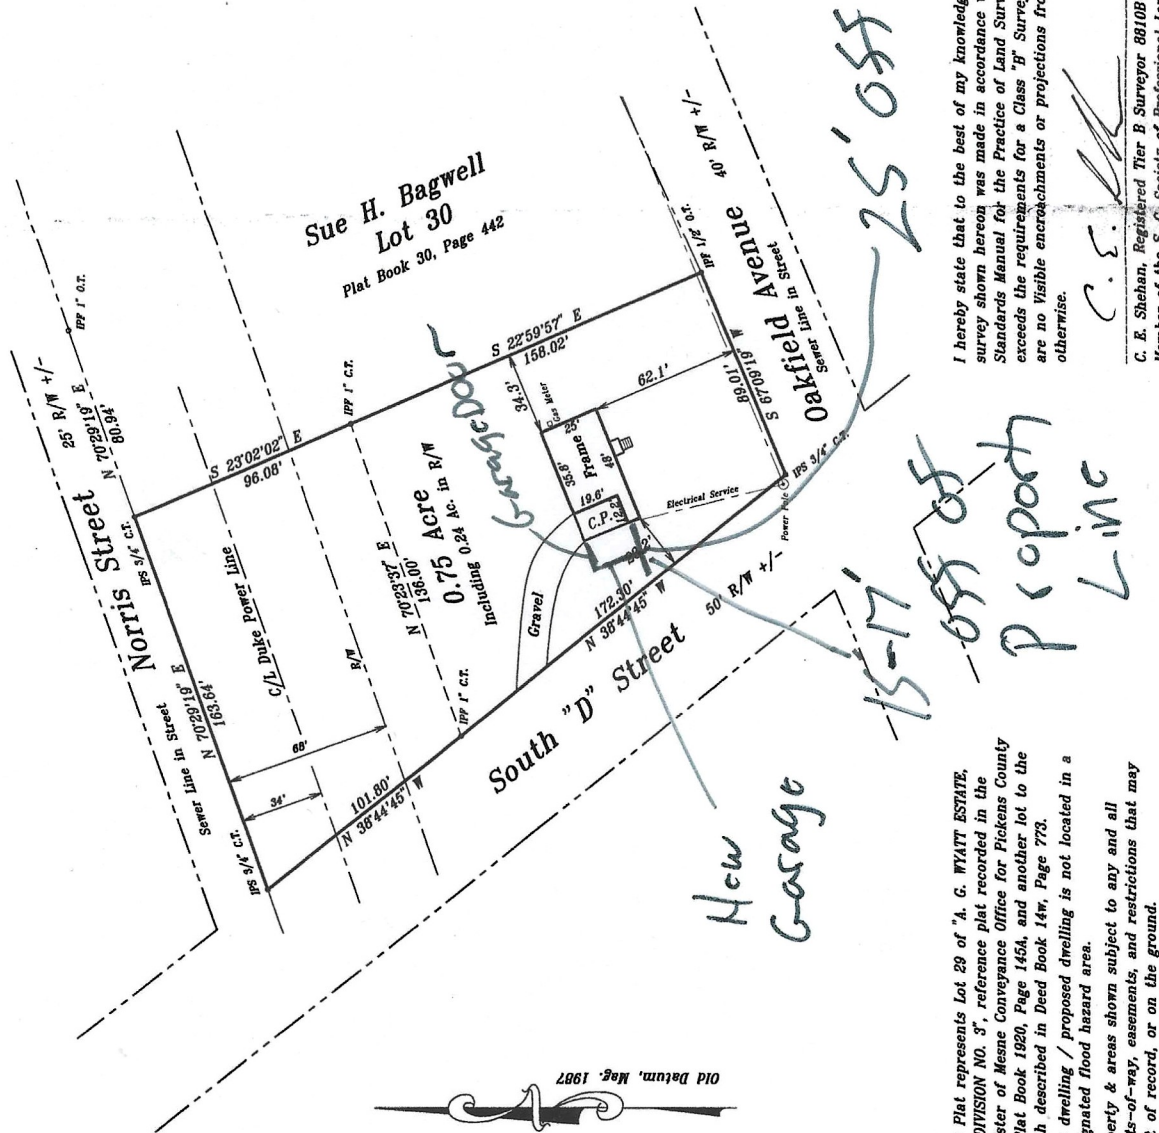 Norris Street
25' R/W +/-
Sewer Line in Street
N 70°29'19" E
163.64'
N 70°29'19" E
80.94'
IPF 1" O.T.
IPS 3/4" C.T.
IPS 3/4" C.T.
S 23°02'02" E
96.08'
C/L Duke Power Line
R/W
68'
34'
101.80'
N 38°44'45" W
IPF 1" C.T.
IPF 1" C.T.
N 70°23'37" E
136.00'
0.75 Acre
Including 0.24 Ac. in R/W
Sue H. Bagwell
Lot 30
Plat Book 30, Page 442
S 22°59'57" E
158.02'
34.3'
Gas Meter
25'
35.8'
Frame
48'
19.6'
C.P.
12.2'
62.1'
Gravel
Electrical Service
Power Pole
172.30'
N 38°44'45" W
South "D" Street
50' R/W +/-
IPF 1/2" O.T.
89.01'
S 67°09'19" W
IPS 3/4" C.T.
Oakfield Avenue
Sewer Line in Street
40' R/W +/-
Garage Door
New
Garage
25' off
15-17'
off of
Property
Line
Old Datum, Mag. 1987
Plat represents Lot 29 of "A. G. WYATT ESTATE,
DIVISION NO. 3", reference plat recorded in the
ster of Mesne Conveyance Office for Pickens County
lat Book 1920, Page 145A, and another lot to the
h described in Deed Book 14w, Page 773.
dwelling / proposed dwelling is not located in a
gnated flood hazard area.
erty & areas shown subject to any and all
ts-of-way, easements, and restrictions that may
of record, or on the ground.
I hereby state that to the best of my knowledg
survey shown hereon was made in accordance
Standards Manual for the Practice of Land Surv
exceeds the requirements for a Class "B" Survey
are no Visible encroachments or projections fro
otherwise.
C. E.
C. E. Shehan, Registered Tier B Surveyor 8810B